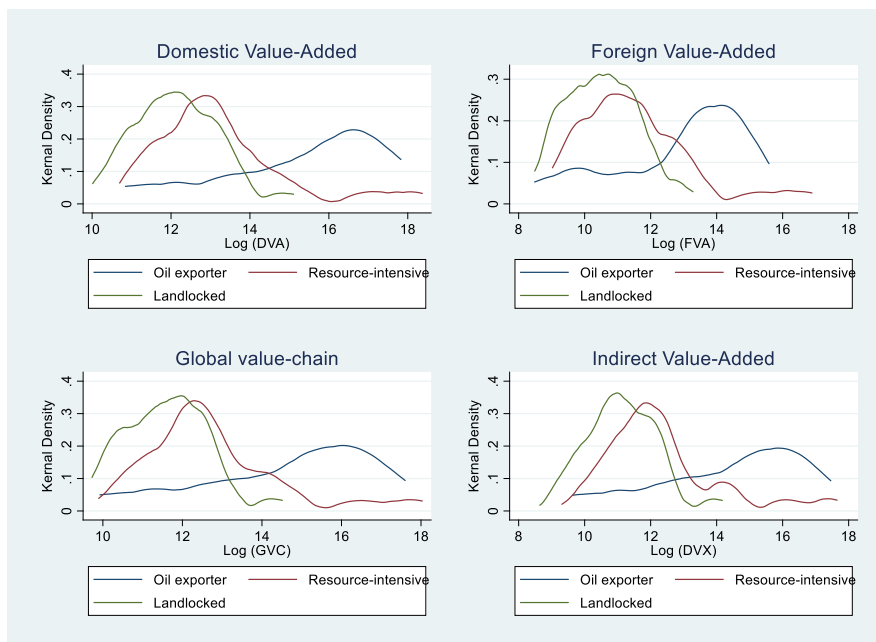 Domestic Value-Added
Kernal Density
.4
.3
.2
.1
0
10 12 14 16 18
Log (DVA)
Oil exporter Resource-intensive
Landlocked
Foreign Value-Added
Kernal Density
.3
.2
.1
0
8 10 12 14 16 18
Log (FVA)
Oil exporter Resource-intensive
Landlocked
Global value-chain
Kernal Density
.4
.3
.2
.1
0
10 12 14 16 18
Log (GVC)
Oil exporter Resource-intensive
Landlocked
Indirect Value-Added
Kernal Density
.4
.3
.2
.1
0
8 10 12 14 16 18
Log (DVX)
Oil exporter Resource-intensive
Landlocked